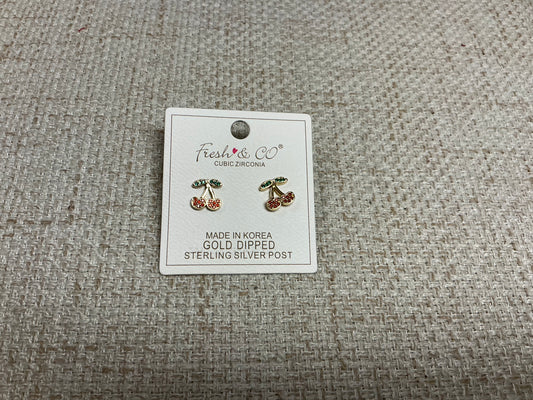 Fresh & CO®
CUBIC ZIRCONIA
MADE IN KOREA
GOLD DIPPED
STERLING SILVER POST